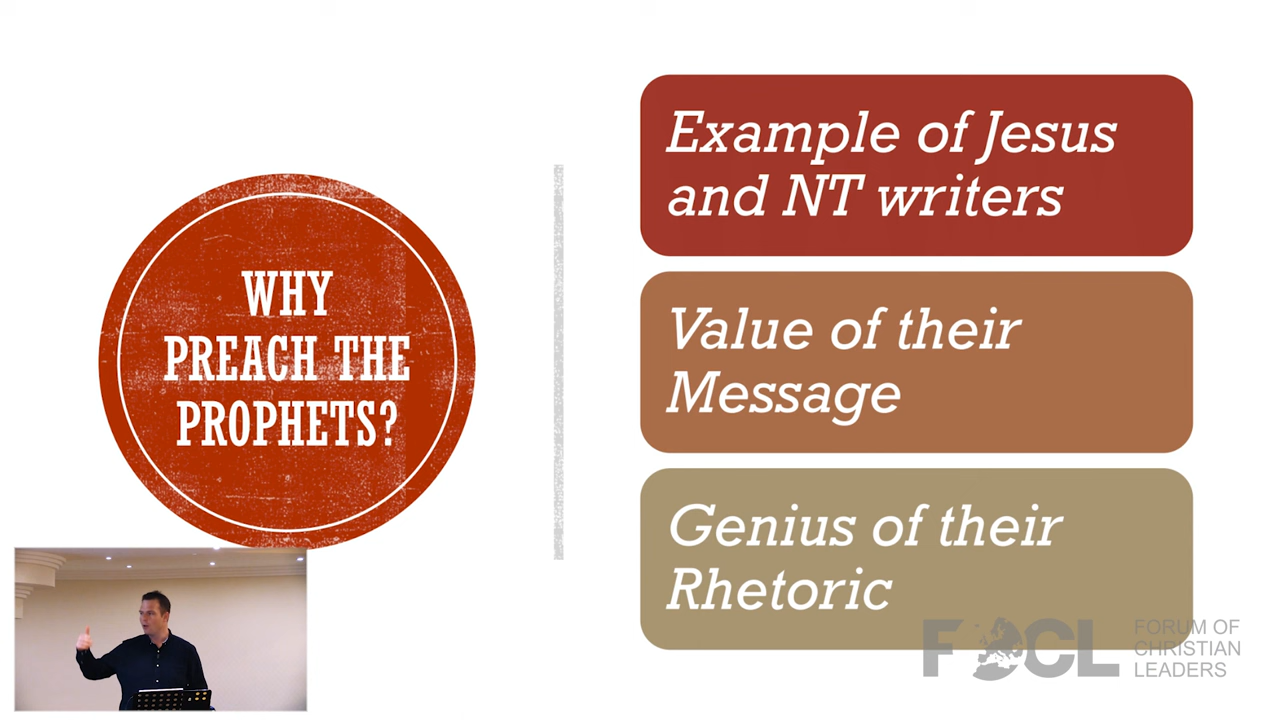 WHY
PREACH THE
PROPHETS?
Example of Jesus
and NT writers
Value of their
Message
Genius of their
Rhetoric
FOCL
FORUM OF
CHRISTIAN
LEADERS